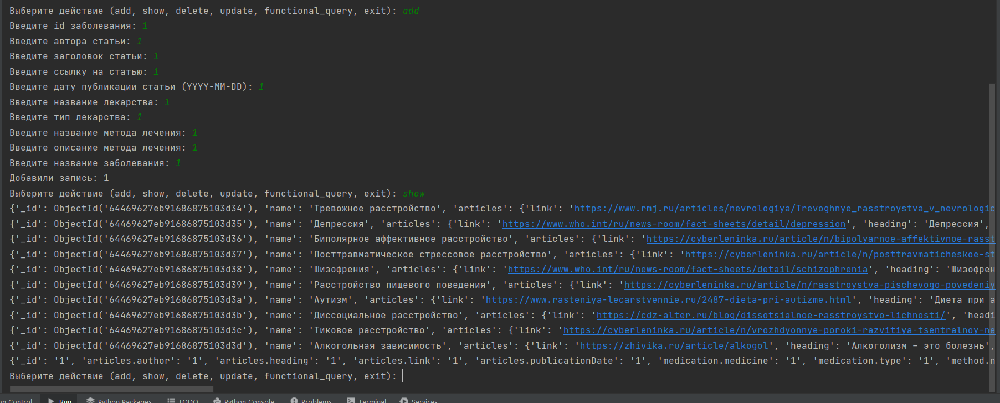 Выберите действие (add, show, delete, update, functional_query, exit): add
Введите id заболевания: 1
Введите автора статьи: 1
Введите заголовок статьи: 1
Введите ссылку на статью: 1
Введите дату публикации статьи (YYYY-MM-DD): 1
Введите название лекарства: 1
Введите тип лекарства: 1
Введите название метода лечения: 1
Введите описание метода лечения: 1
Введите название заболевания: 1
Добавили запись: 1
Выберите действие (add, show, delete, update, functional_query, exit): show
{'_id': ObjectId('64469627eb91686875103d34'), 'name': 'Тревожное расстройство', 'articles': {'link': 'https://www.rmj.ru/articles/nevrologiya/Trevoghnye_rasstroystva_v_nevrologic
{'_id': ObjectId('64469627eb91686875103d35'), 'name': 'Депрессия', 'articles': {'link': 'https://www.who.int/ru/news-room/fact-sheets/detail/depression', 'heading': 'Депрессия',
{'_id': ObjectId('64469627eb91686875103d36'), 'name': 'Биполярное аффективное расстройство', 'articles': {'link': 'https://cyberleninka.ru/article/n/bipolyarnoe-affektivnoe-rasst
{'_id': ObjectId('64469627eb91686875103d37'), 'name': 'Посттравматическое стрессовое расстройство', 'articles': {'link': 'https://cyberleninka.ru/article/n/posttravmaticheskoe-st
{'_id': ObjectId('64469627eb91686875103d38'), 'name': 'Шизофрения', 'articles': {'link': 'https://www.who.int/ru/news-room/fact-sheets/detail/schizophrenia', 'heading': 'Шизофрен
{'_id': ObjectId('64469627eb91686875103d39'), 'name': 'Расстройство пищевого поведения', 'articles': {'link': 'https://cyberleninka.ru/article/n/rasstroystva-pischevogo-povedeniy
{'_id': ObjectId('64469627eb91686875103d3a'), 'name': 'Аутизм', 'articles': {'link': 'https://www.rasteniya-lecarstvennie.ru/2487-dieta-pri-autizme.html', 'heading': 'Диета при а
{'_id': ObjectId('64469627eb91686875103d3b'), 'name': 'Диссоциальное расстройство', 'articles': {'link': 'https://cdz-alter.ru/blog/dissotsialnoe-rasstroystvo-lichnosti/', 'headi
{'_id': ObjectId('64469627eb91686875103d3c'), 'name': 'Тиковое расстройство', 'articles': {'link': 'https://cyberleninka.ru/article/n/vrozhdyonnye-poroki-razvitiya-tsentralnoy-ne
{'_id': ObjectId('64469627eb91686875103d3d'), 'name': 'Алкогольная зависимость', 'articles': {'link': 'https://zhivika.ru/article/alkogol', 'heading': 'Алкоголизм – это болезнь',
{'_id': '1', 'articles.author': '1', 'articles.heading': '1', 'articles.link': '1', 'articles.publicationDate': '1', 'medication.medicine': '1', 'medication.type': '1', 'method.n
Выберите действие (add, show, delete, update, functional_query, exit):
on Control Run Python Packages TODO Python Console Problems Terminal Services